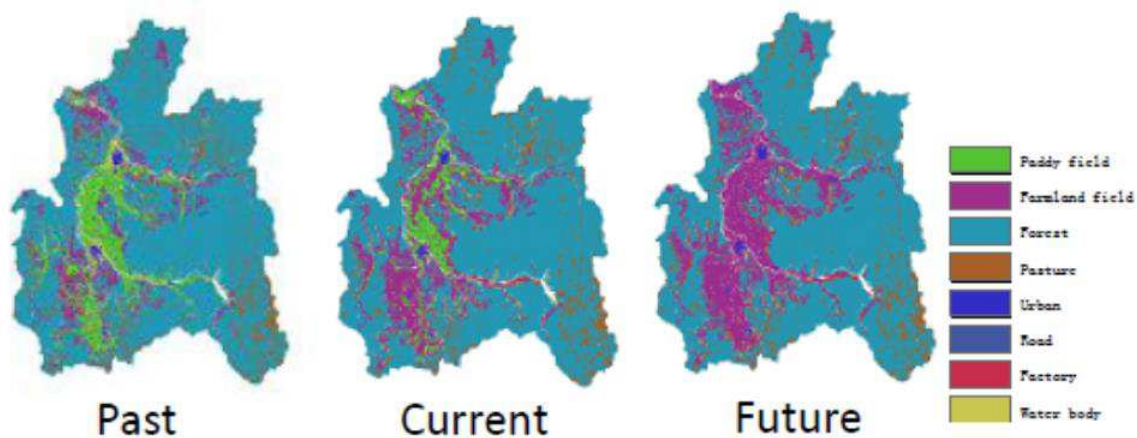 Past
Current
Future
Paddy field
Farmland field
Forest
Pasture
Urban
Road
Factory
Water body